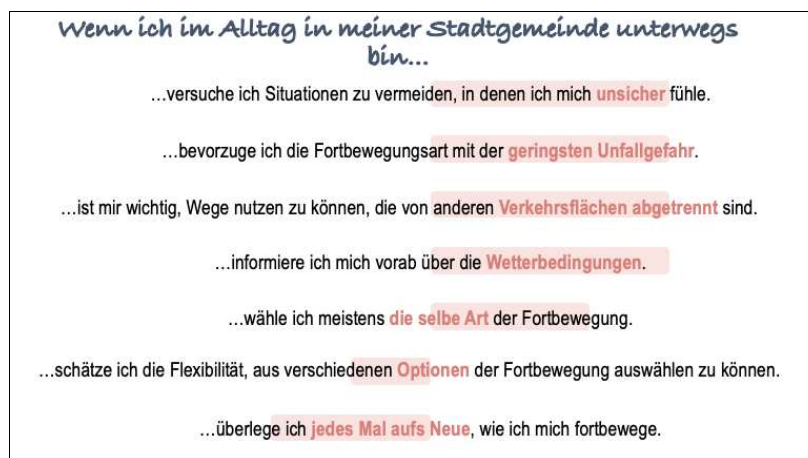 Wenn ich im Alltag in meiner Stadtgemeinde unterwegs
bin...
...versuche ich Situationen zu vermeiden, in denen ich mich unsicher fühle.
...bevorzuge ich die Fortbewegungsart mit der geringsten Unfallgefahr.
...ist mir wichtig, Wege nutzen zu können, die von anderen Verkehrsflächen abgetrennt sind.
...informiere ich mich vorab über die Wetterbedingungen.
...wähle ich meistens die selbe Art der Fortbewegung.
...schätze ich die Flexibilität, aus verschiedenen Optionen der Fortbewegung auswählen zu können.
...überlege ich jedes Mal aufs Neue, wie ich mich fortbewege.